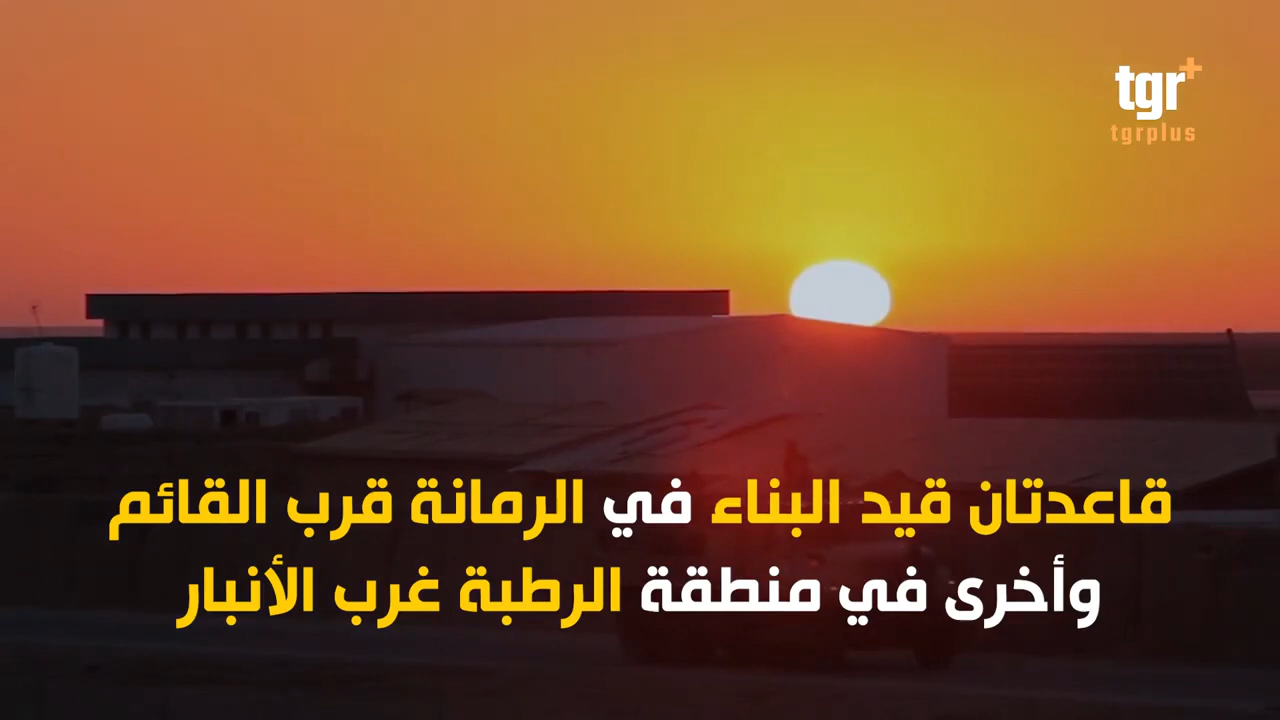 tgr+
tgrplus
قاعدتان قيد البناء في الرمانة قرب القائم
وأخرى في منطقة الرطبة غرب الأنبار